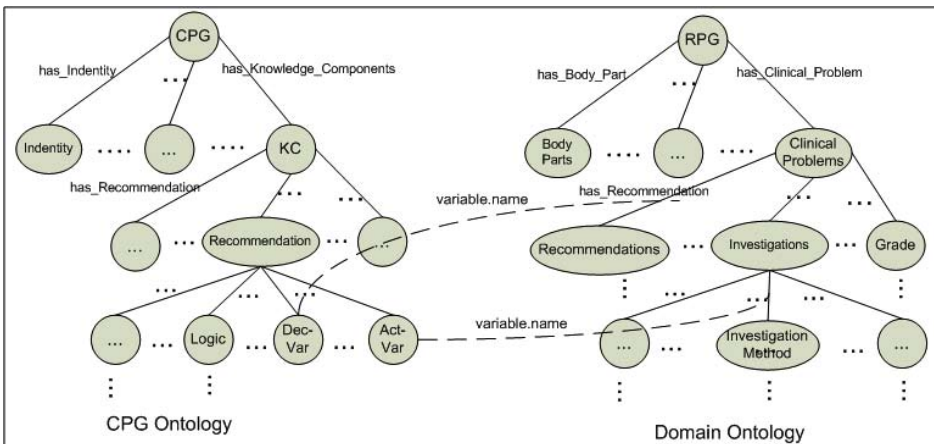 CPG
RPG
has_Indentity
has_Knowledge_Components
has_Body_Part
has_Clinical_Problem
...
...
Indentity
....
...
....
KC
Body
Parts
....
...
....
Clinical
Problems
has_Recommendation
...
...
variable.name
has_Recommendation
...
...
...
...
Recommendation
...
...
Recommendations
...
Investigations
...
Grade
...
...
...
...
...
...
Logic
...
Dec-
Var
...
Act-
Var
variable.name
...
...
Investigation
Method
...
...
CPG Ontology
Domain Ontology